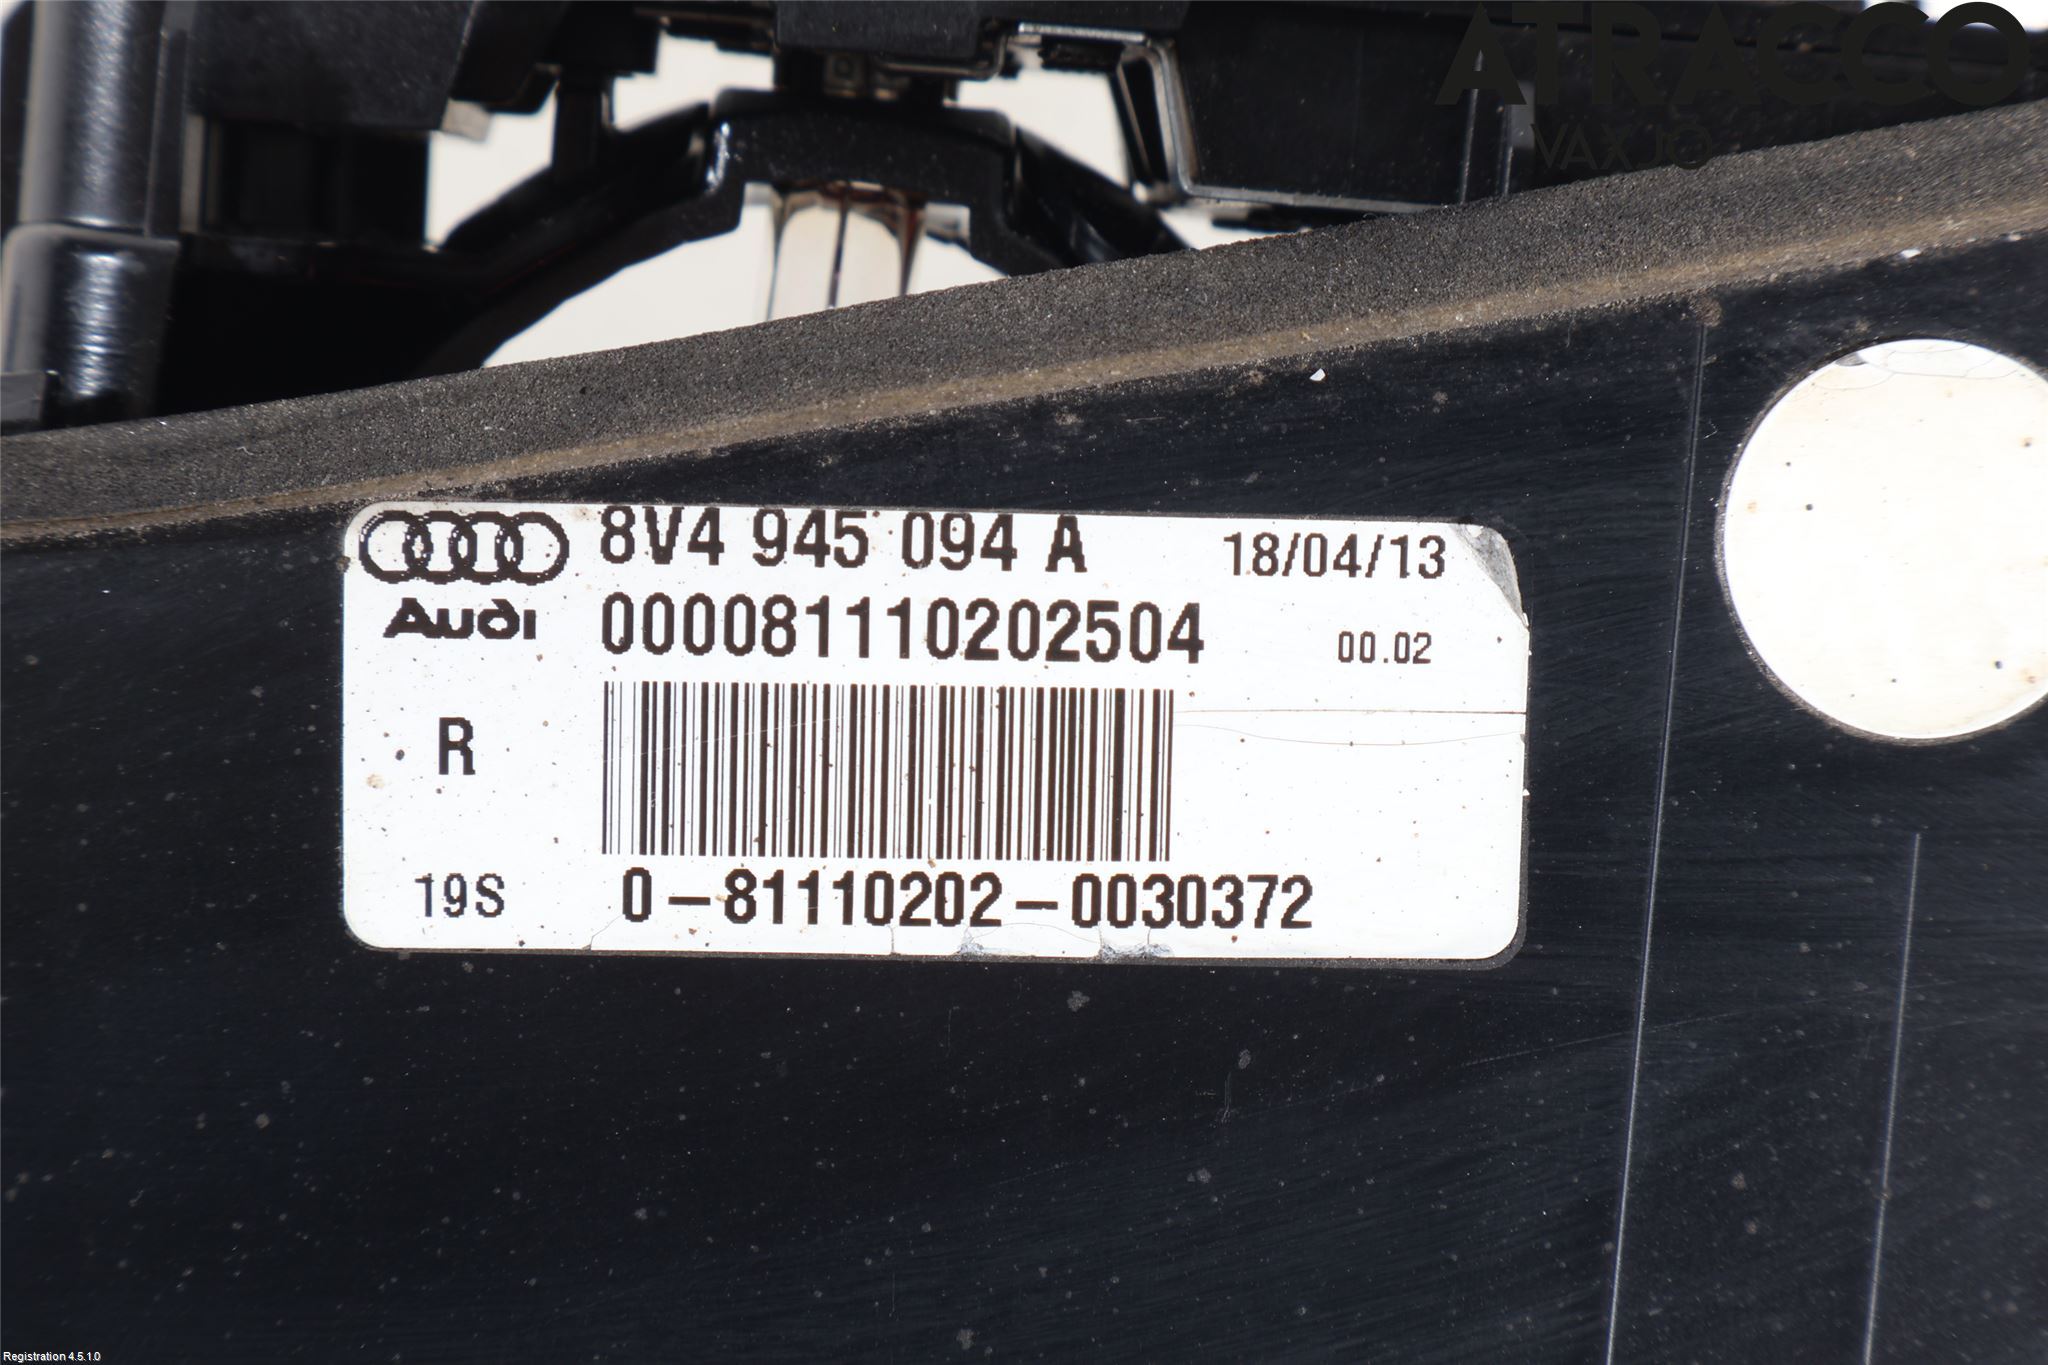 ATRACCO
VÄXJÖ
8V4 945 094 A 18/04/13
Audi 000081110202504 00.02
R
19S 0-81110202-0030372
Registration 4.5.1.0